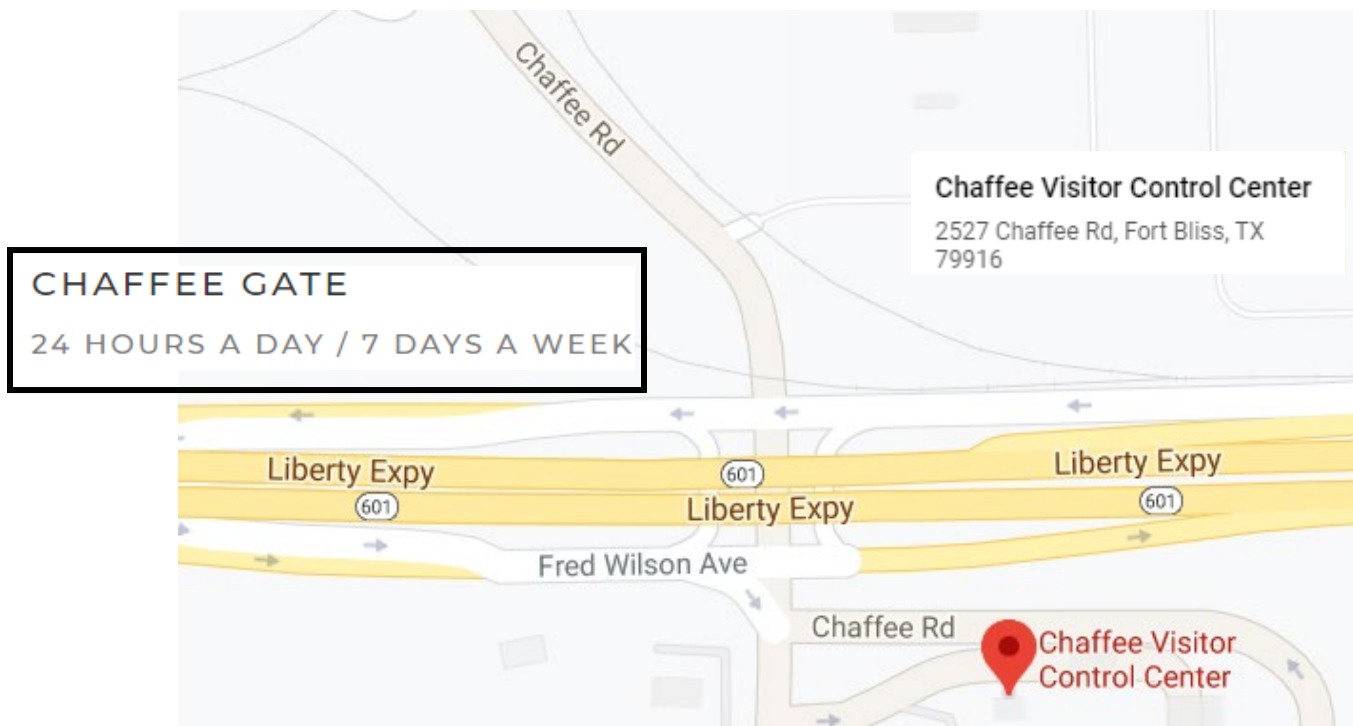 Chaffee Rd
Chaffee Visitor Control Center
2527 Chaffee Rd, Fort Bliss, TX
79916
CHAFFEE GATE
24 HOURS A DAY / 7 DAYS A WEEK
Liberty Expy
601
Liberty Expy
601
Liberty Expy
601
Fred Wilson Ave
Chaffee Rd
Chaffee Visitor
Control Center